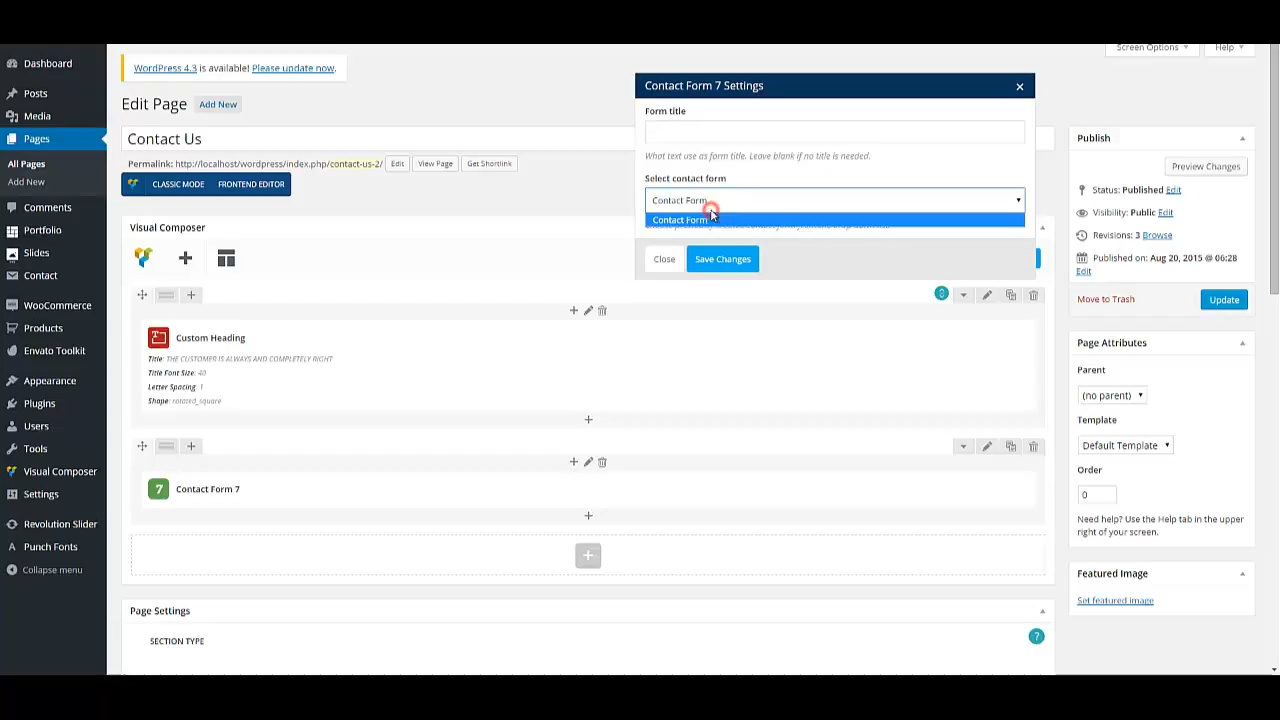 Dashboard
Posts
Media
Pages
All Pages
Add New
Comments
Portfolio
Slides
Contact
WooCommerce
Products
Envato Toolkit
Appearance
Plugins
Users
Tools
Visual Composer
Settings
Revolution Slider
Punch Fonts
Collapse menu
Screen Options
Help
WordPress 4.3 is available! Please update now.
Edit Page Add New
Contact Us
Permalink: http://localhost/wordpress/index.php/contact-us-2/ Edit View Page Get Shortlink
CLASSIC MODE FRONTEND EDITOR
Visual Composer
Contact Form 7 Settings
Form title
What text use as form title. Leave blank if no title is needed.
Select contact form
Contact Form
Contact Form
Close Save Changes
Custom Heading
Title: THE CUSTOMER IS ALWAYS AND COMPLETELY RIGHT
Title Font Size: 40
Letter Spacing: 1
Shape: rotated_square
7 Contact Form 7
Page Settings
SECTION TYPE
?
Publish
Preview Changes
Status: Published Edit
Visibility: Public Edit
Revisions: 3 Browse
Published on: Aug 20, 2015 @ 06:28
Edit
Move to Trash Update
Page Attributes
Parent
(no parent)
Template
Default Template
Order
0
Need help? Use the Help tab in the upper
right of your screen.
Featured Image
Set featured image